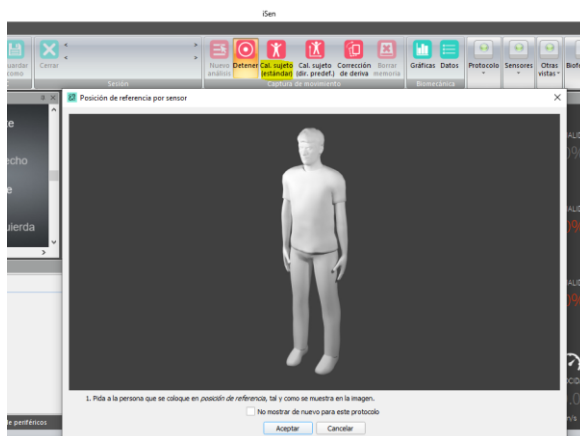 iSen
Guardar como
Cerrar
Sesión
Nuevo análisis
Detener
Cal. sujeto (estándar)
Cal. sujeto (dir. predef.)
Corrección de deriva
Borrar memoria
Captura de movimiento
Gráficas
Datos
Biomecánica
Protocolo
Sensores
Otras vistas
Posición de referencia por sensor
echo
uierda
1. Pida a la persona que se coloque en posición de referencia, tal y como se muestra en la imagen.
No mostrar de nuevo para este protocolo
Aceptar
Cancelar
de periféricos